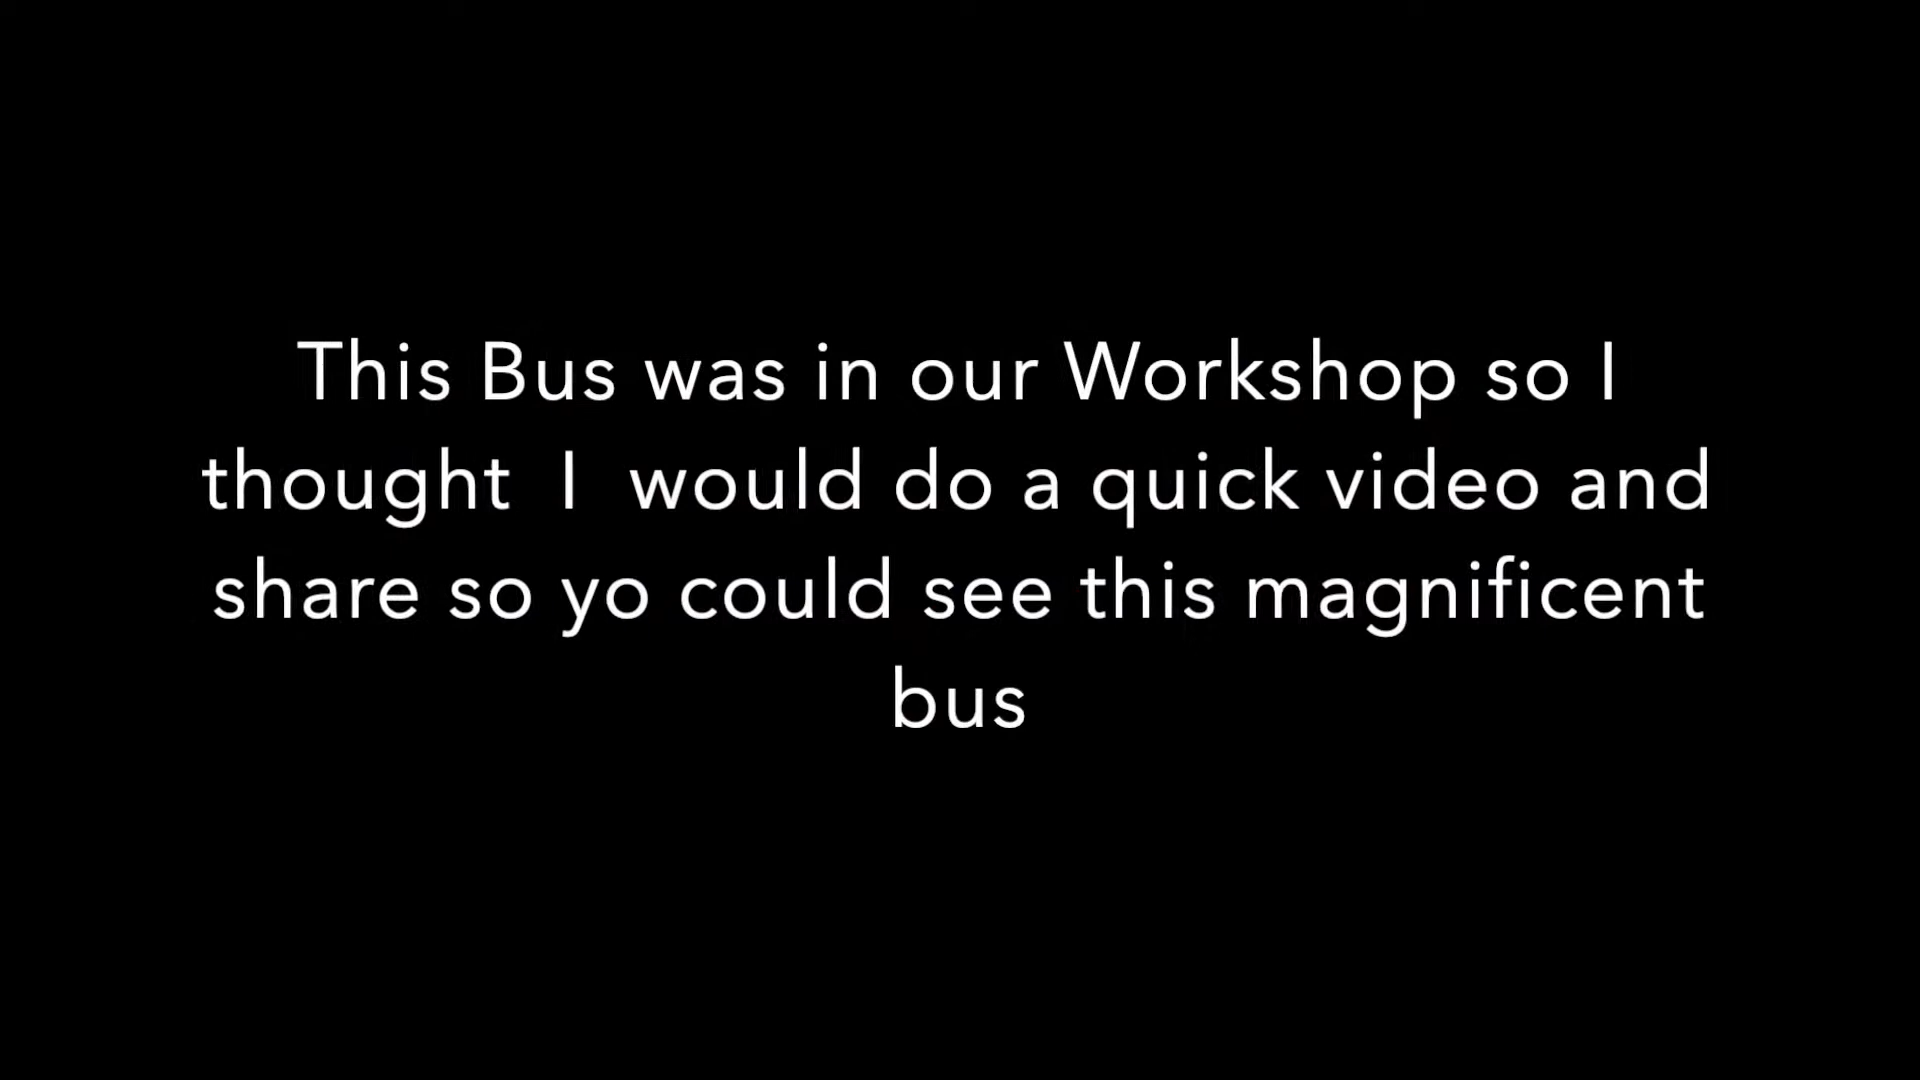 This Bus was in our Workshop so I
thought  I  would do a quick video and
share so yo could see this magnificent
bus